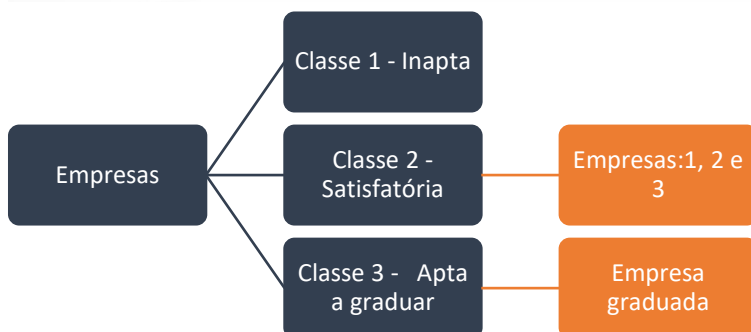 Classe 1 - Inapta
Empresas
Classe 2 -
Satisfatória
Empresas:1, 2 e
3
Classe 3 - Apta
a graduar
Empresa
graduada